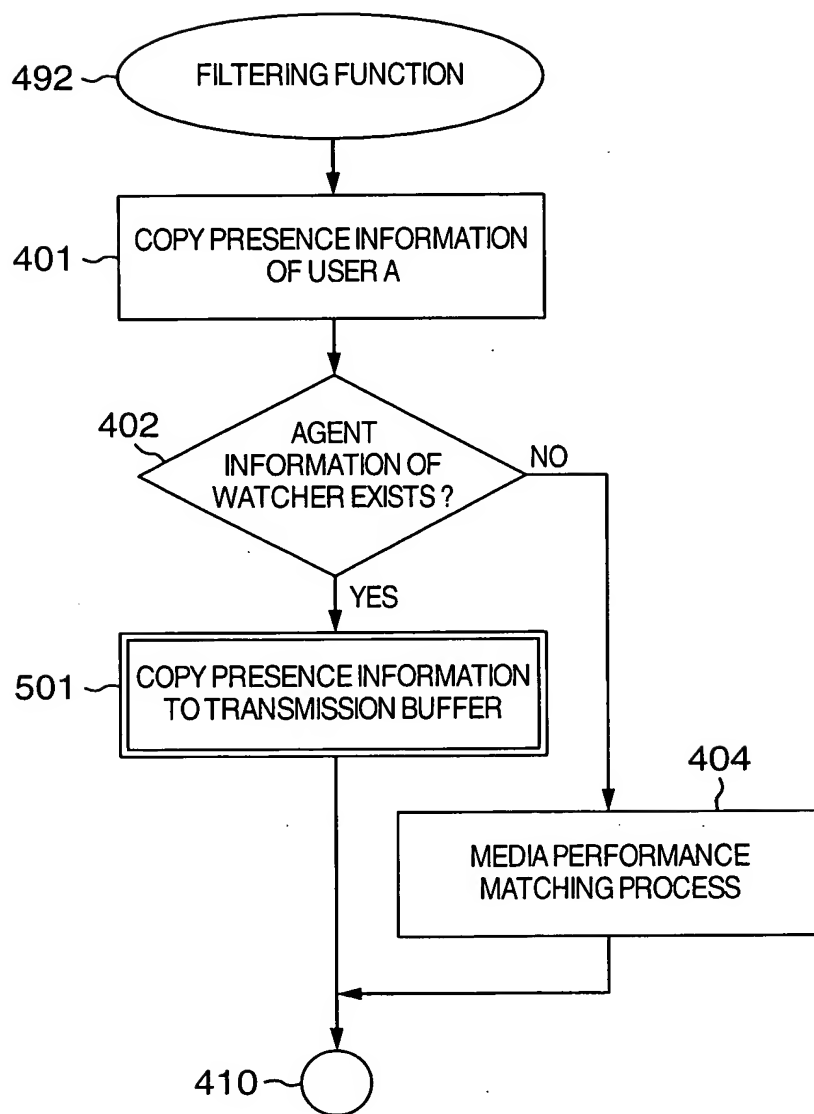 492
FILTERING FUNCTION
401
COPY PRESENCE INFORMATION
OF USER A
402
AGENT
INFORMATION OF
WATCHER EXISTS ?
NO
YES
501
COPY PRESENCE INFORMATION
TO TRANSMISSION BUFFER
404
MEDIA PERFORMANCE
MATCHING PROCESS
410